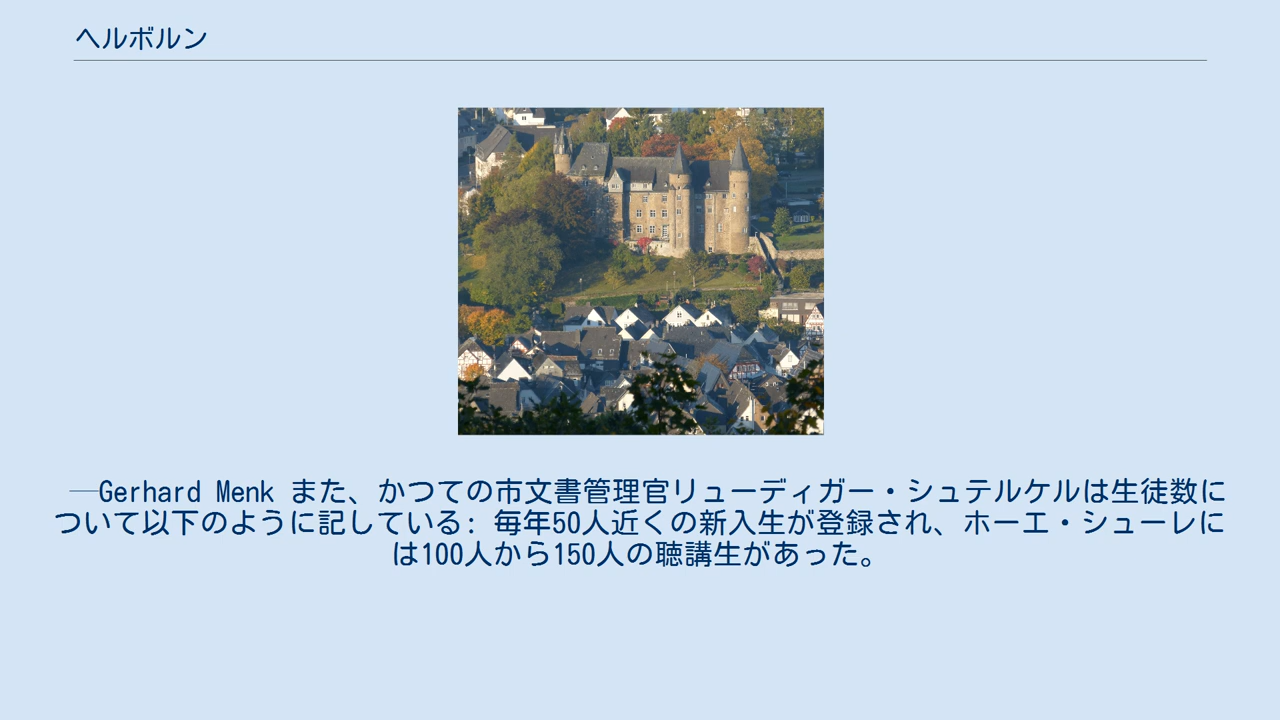 ヘルボルン
—Gerhard Menk また、かつての市文書管理官リューディガー・シュテルケルは生徒数に
ついて以下のように記している: 毎年50人近くの新入生が登録され、ホーエ・シューレに
は100人から150人の聴講生があった。